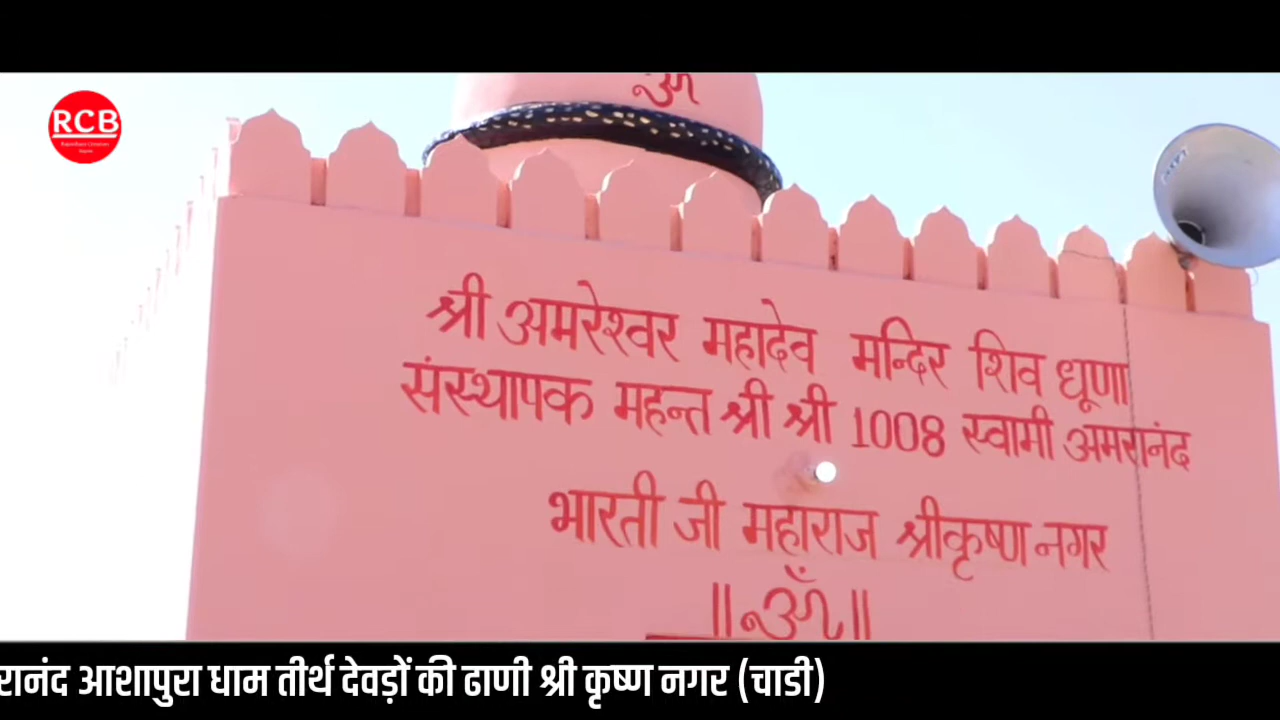 RCB
ॐ
श्री अमरेश्वर महादेव मन्दिर शिव धूणा
संस्थापक महन्त श्री श्री 1008 स्वामी अमरानंद
भारती जी महाराज श्रीकृष्ण नगर
॥ ॐ ॥
रानंद आशापुरा धाम तीर्थ देवड़ों की ढाणी श्री कृष्ण नगर (चाडी)